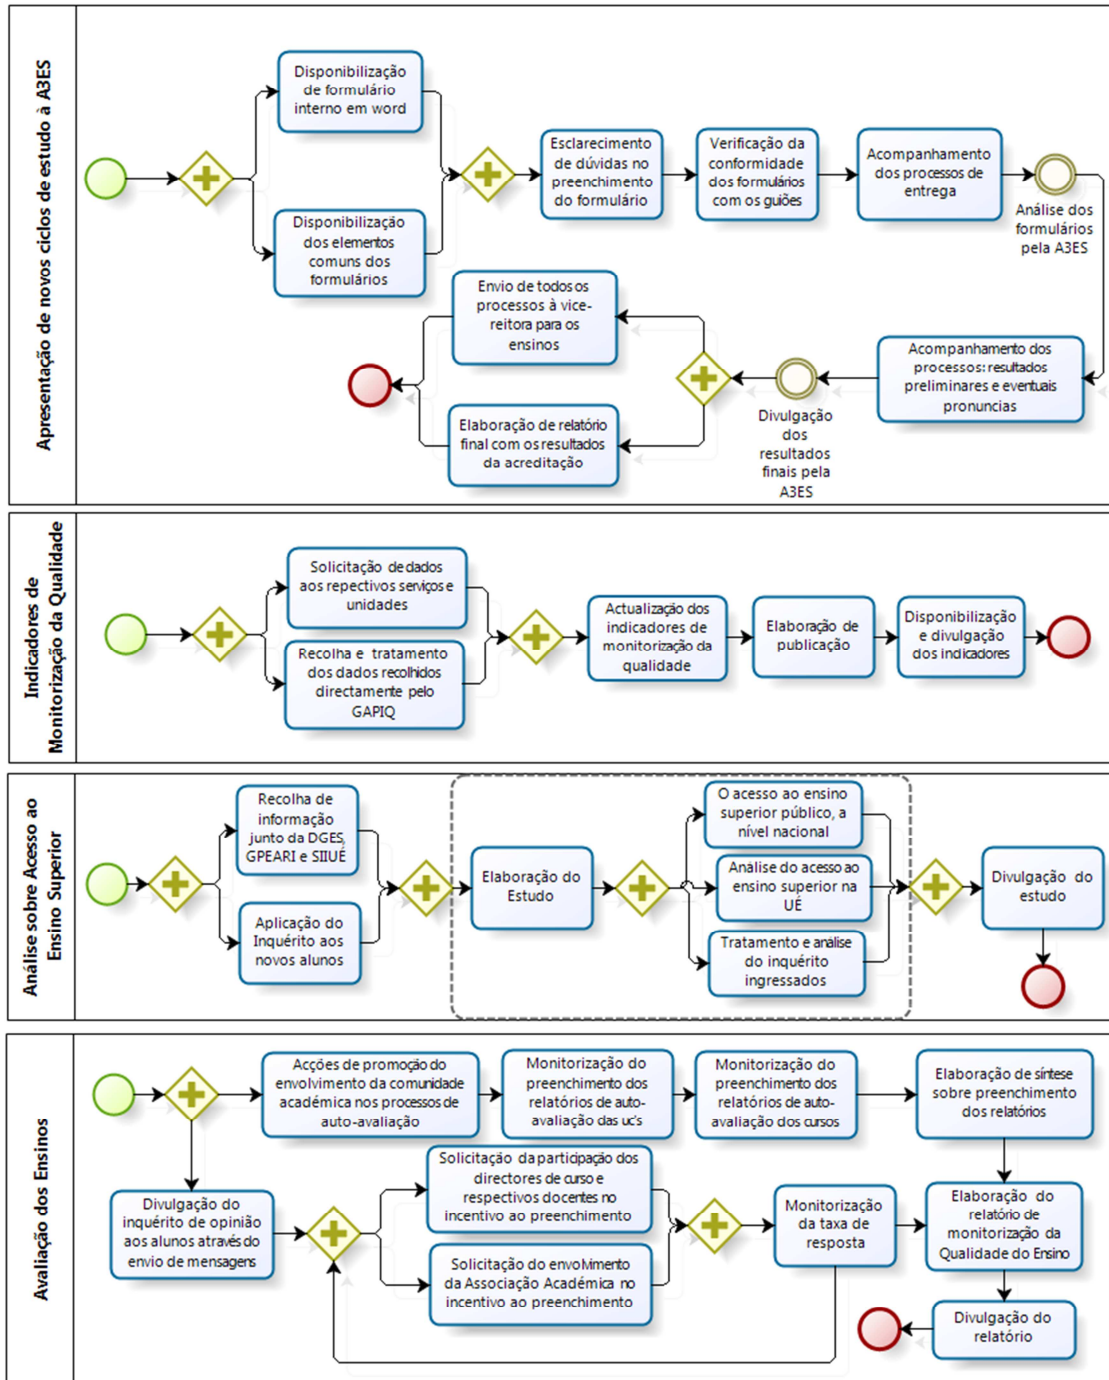 Apresentação de novos ciclos de estudo à A3ES
Disponibilização
de formulário
interno em word
Disponibilização
dos elementos
comuns dos
formulários
Esclarecimento
de dúvidas no
preenchimento
do formulário
Verificação da
conformidade
dos formulários
com os guiões
Acompanhamento
dos processos de
entrega
Análise dos
formulários
pela A3ES
Acompanhamento dos
processos: resultados
preliminares e eventuais
pronuncias
Divulgação
dos
resultados
finais pela
A3ES
Envio de todos os
processos à vice-
reitora para os
ensinos
Elaboração de relatório
final com os resultados
da acreditação
Indicadores de
Monitorização da Qualidade
Solicitação de dados
aos repectivos serviços e
unidades
Recolha e tratamento
dos dados recolhidos
directamente pelo
GAPIQ
Actualização dos
indicadores de
monitorização da
qualidade
Elaboração de
publicação
Disponibilização
e divulgação
dos indicadores
Análise sobre Acesso ao
Ensino Superior
Recolha de
informação
junto da DGES,
GPEARI e SIIUÉ
Aplicação do
Inquérito aos
novos alunos
Elaboração do
Estudo
O acesso ao ensino
superior público, a
nível nacional
Análise do acesso ao
ensino superior na
UÉ
Tratamento e análise
do inquérito
ingressados
Divulgação do
estudo
Avaliação dos Ensinos
Acções de promoção do
envolvimento da comunidade
académica nos processos de
auto-avaliação
Monitorização do
preenchimento dos
relatórios de auto-
avaliação das uc's
Monitorização do
preenchimento dos
relatórios de auto-
avaliação dos cursos
Elaboração de síntese
sobre preenchimento
dos relatórios
Divulgação do
inquérito de opinião
aos alunos através do
envio de mensagens
Solicitação da participação dos
directores de curso e
respectivos docentes no
incentivo ao preenchimento
Solicitação do envolvimento
da Associação Académica no
incentivo ao preenchimento
Monitorização
da taxa de
resposta
Elaboração do
relatório de
monitorização da
Qualidade do Ensino
Divulgação do
relatório